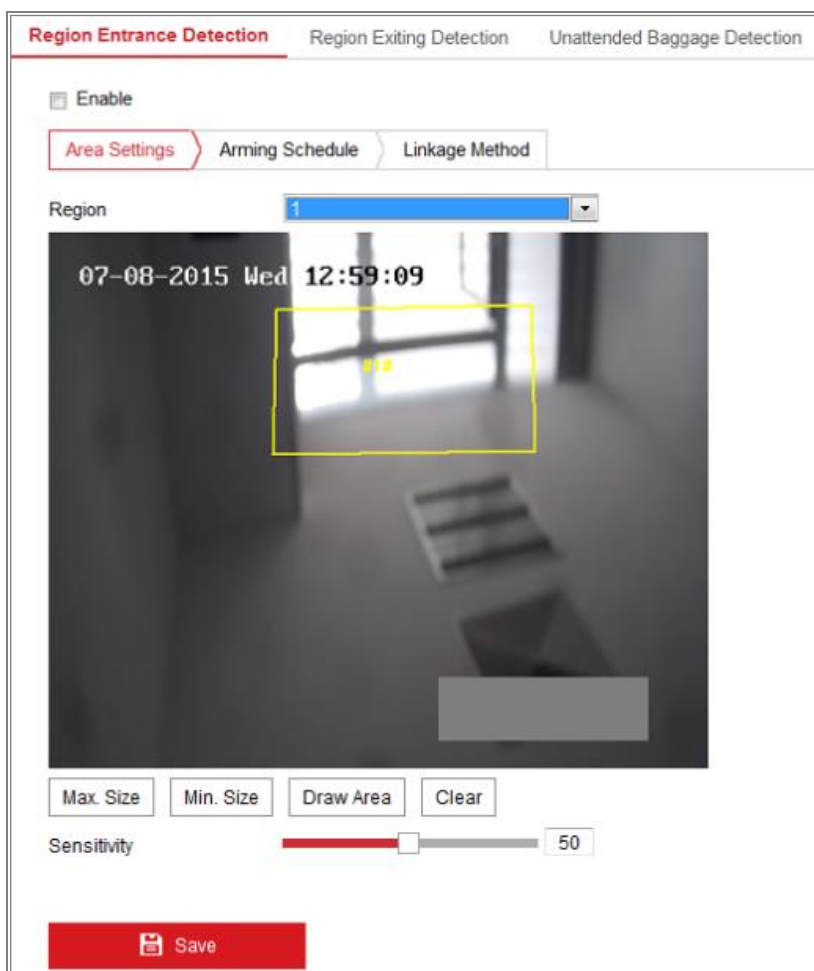 Region Entrance Detection Region Exiting Detection Unattended Baggage Detection
Enable
Area Settings Arming Schedule Linkage Method
Region 1
07-08-2015 Wed 12:59:09
#1#
Max. Size Min. Size Draw Area Clear
Sensitivity 50
Save